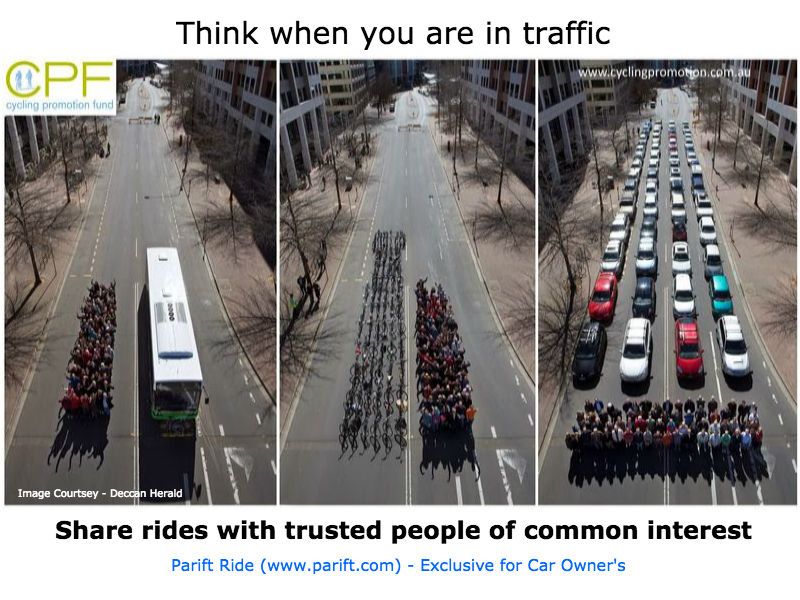 Think when you are in traffic
CPF
cycling promotion fund
www.cyclingpromotion.com.au
Image Courtsey - Deccan Herald
Share rides with trusted people of common interest
Parift Ride (www.parift.com) - Exclusive for Car Owner's